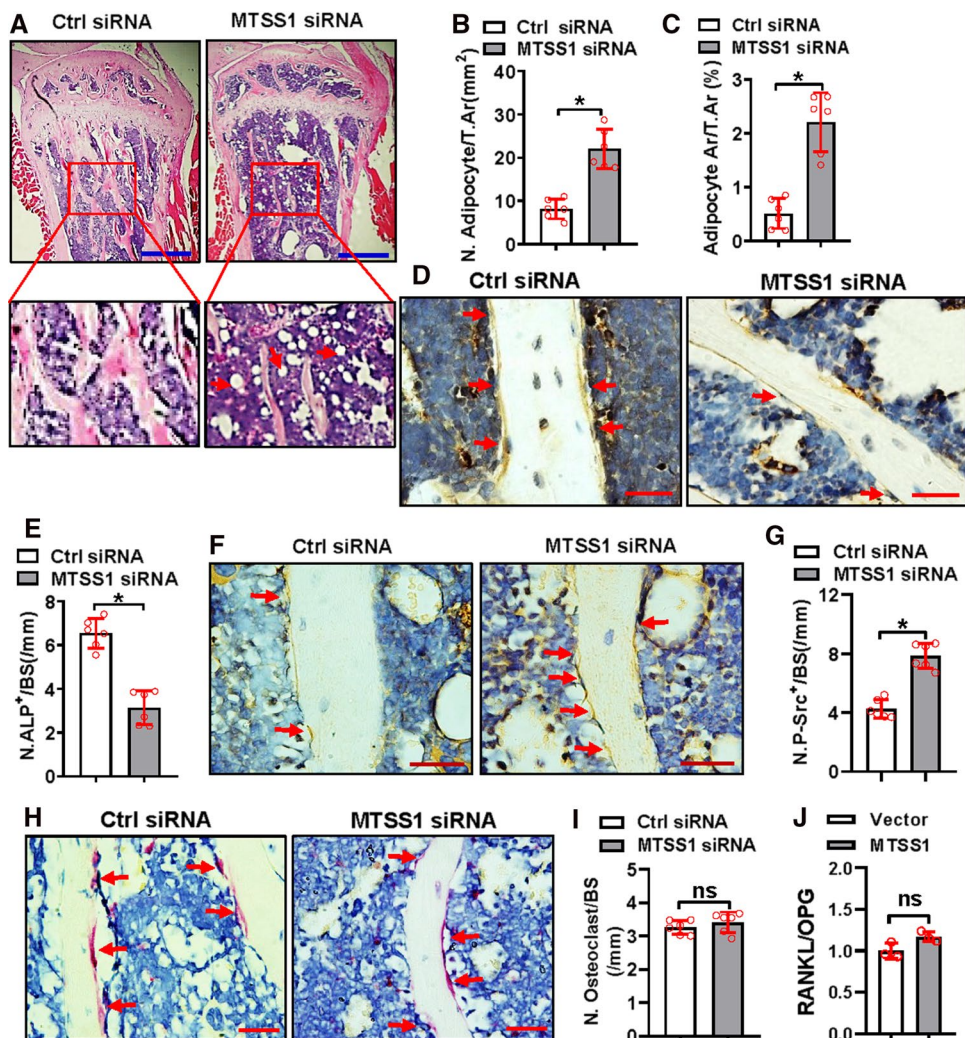 A
Ctrl siRNA
MTSS1 siRNA
B
Ctrl siRNA
MTSS1 siRNA
N. Adipocyte/T.Ar(mm²)
40
30
20
10
0
*
C
Ctrl siRNA
MTSS1 siRNA
Adipocyte Ar/T.Ar (%)
3
2
1
0
*
D
Ctrl siRNA
MTSS1 siRNA
E
Ctrl siRNA
MTSS1 siRNA
N.ALP⁺/BS(/mm)
8
6
4
2
0
*
F
Ctrl siRNA
MTSS1 siRNA
G
Ctrl siRNA
MTSS1 siRNA
N.P-Src⁺/BS(/mm)
12
8
4
0
*
H
Ctrl siRNA
MTSS1 siRNA
I
Ctrl siRNA
MTSS1 siRNA
N. Osteoclast/BS
(/mm)
5
4
3
2
1
0
ns
J
Vector
MTSS1
RANKL/OPG
2.0
1.5
1.0
0.5
0.0
ns